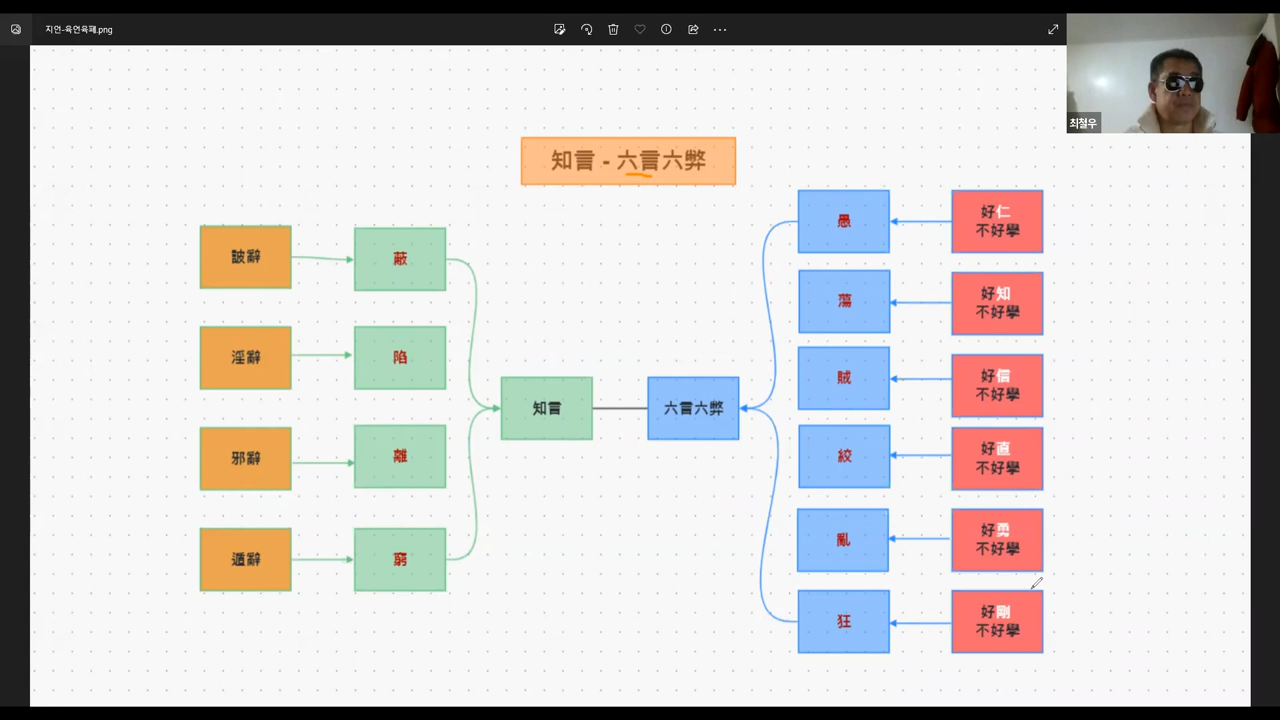 지언-육언육폐.png
최철우
知言 - 六言六弊
詖辭
蔽
淫辭
陷
邪辭
離
遁辭
窮
知言
六言六弊
愚
好仁
不好學
蕩
好知
不好學
賊
好信
不好學
絞
好直
不好學
亂
好勇
不好學
狂
好剛
不好學